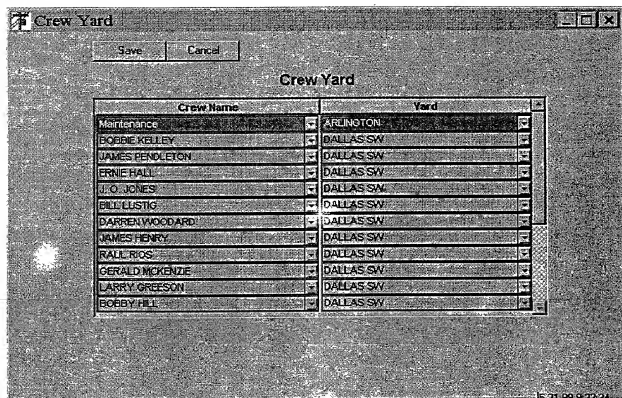 Crew Yard
Save Cancel
Crew Yard
Crew Name Yard
Maintenance ARLINGTON
BOBBIE KELLEY DALLAS SW
JAMES PENDLETON DALLAS SW
ERNIE HALL DALLAS SW
J. O. JONES DALLAS SW
BILL LUSTIG DALLAS SW
DARREN WOODARD DALLAS SW
JAMES HENRY DALLAS SW
RAUL RIOS DALLAS SW
GERALD MCKENZIE DALLAS SW
LARRY GREESON DALLAS SW
BOBBY HILL DALLAS SW